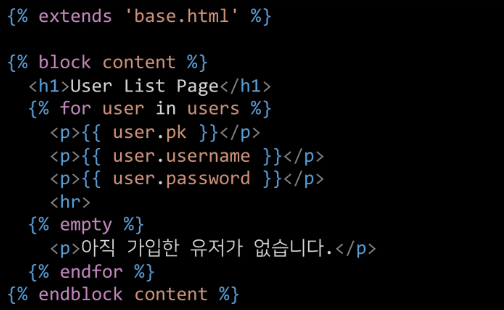 {% extends 'base.html' %}
{% block content %}
<h1>User List Page</h1>
{% for user in users %}
<p>{{ user.pk }}</p>
<p>{{ user.username }}</p>
<p>{{ user.password }}</p>
<hr>
{% empty %}
<p>아직 가입한 유저가 없습니다.</p>
{% endfor %}
{% endblock content %}